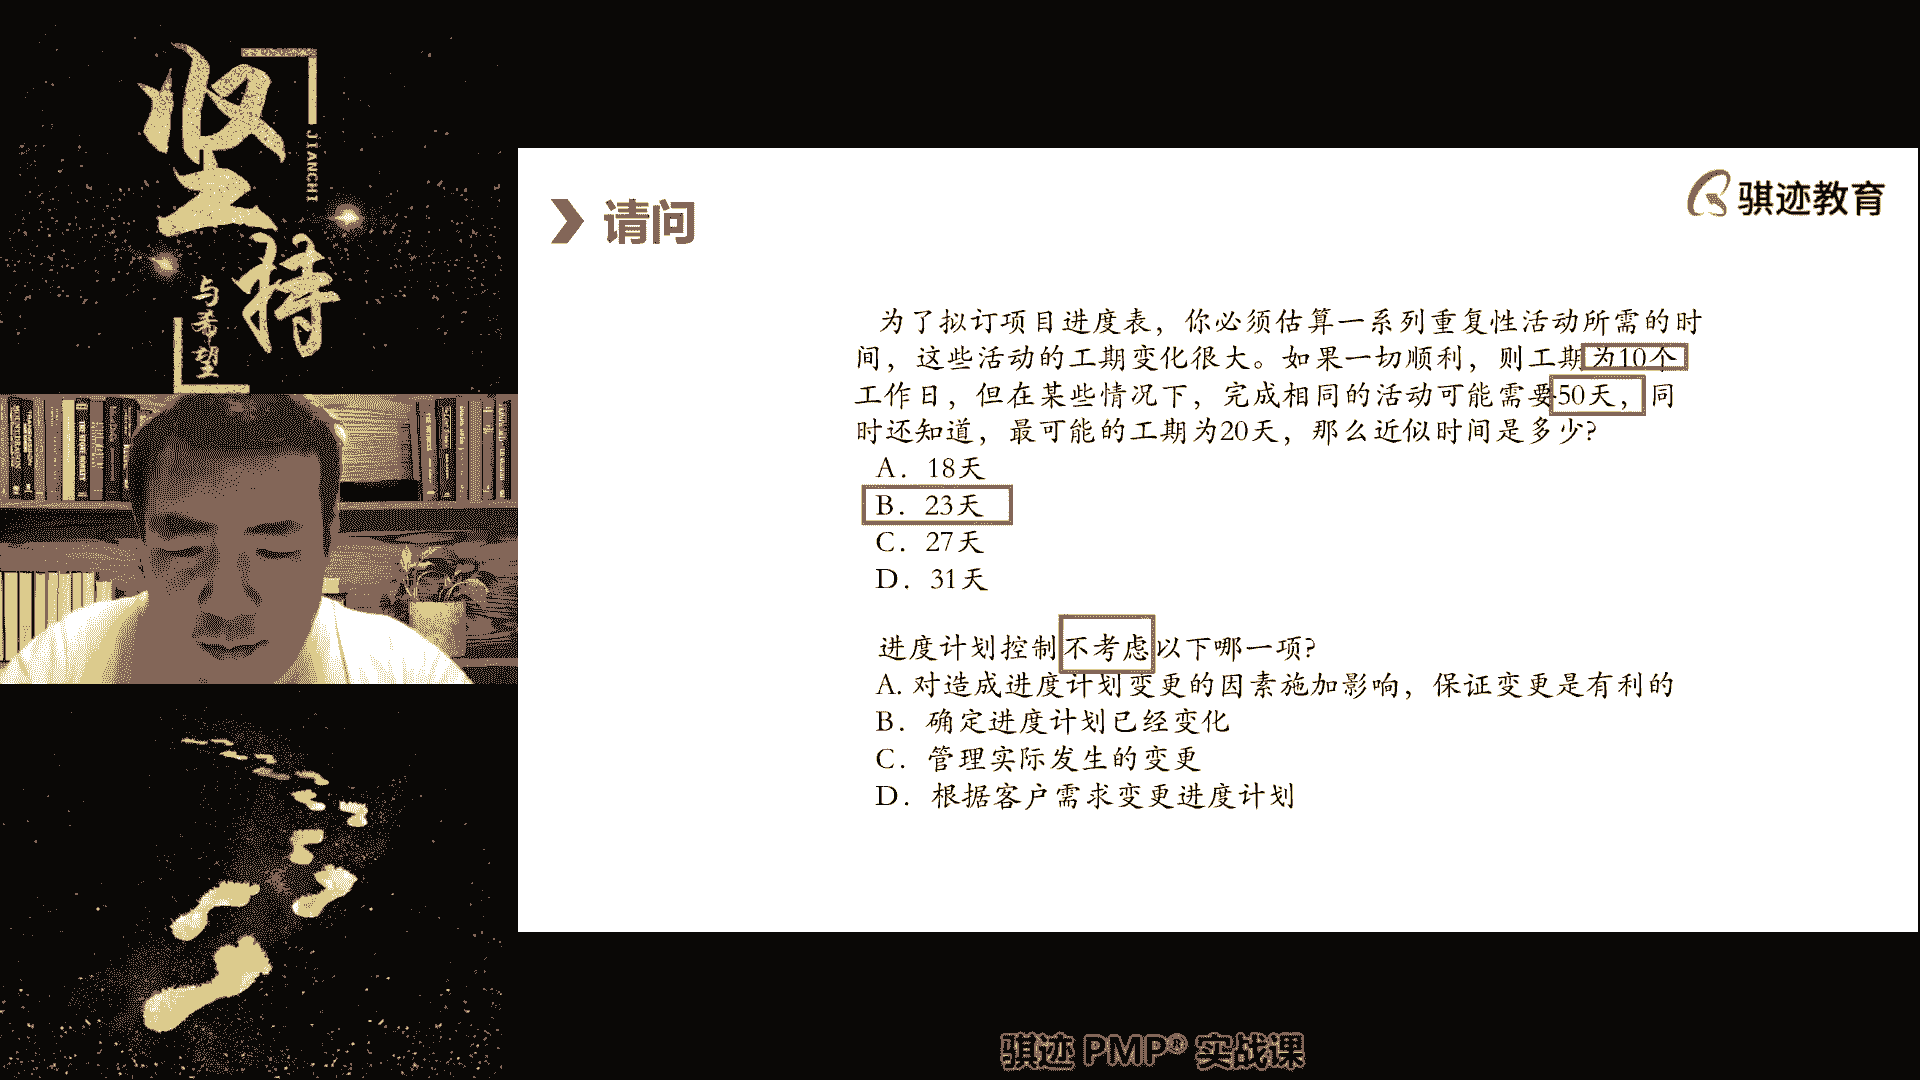 坚持
JIANCHI
与希望
请问
骐迹教育
为了拟订项目进度表，你必须估算一系列重复性活动所需的时
间，这些活动的工期变化很大。如果一切顺利，则工期为10个
工作日，但在某些情况下，完成相同的活动可能需要50天，同
时还知道，最可能的工期为20天，那么近似时间是多少?
A. 18天
B. 23天
C. 27天
D. 31天
进度计划控制不考虑以下哪一项?
A. 对造成进度计划变更的因素施加影响，保证变更是有利的
B. 确定进度计划已经变化
C. 管理实际发生的变更
D. 根据客户需求变更进度计划
骐迹 PMP® 实战课